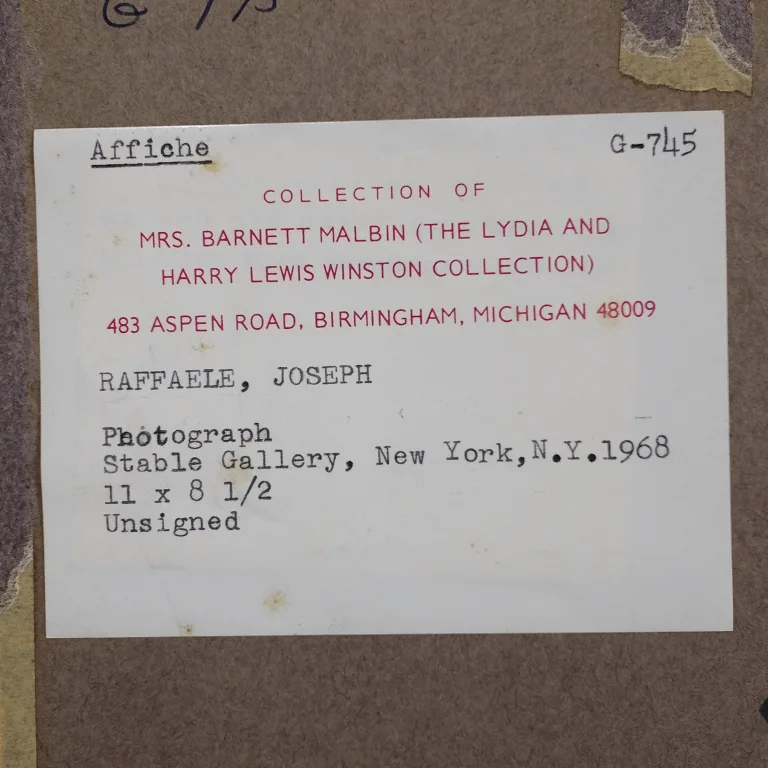 Affiche G-745
COLLECTION OF
MRS. BARNETT MALBIN (THE LYDIA AND
HARRY LEWIS WINSTON COLLECTION)
483 ASPEN ROAD, BIRMINGHAM, MICHIGAN 48009
RAFFAELE, JOSEPH
Photograph
Stable Gallery, New York,N.Y.1968
11 x 8 1/2
Unsigned